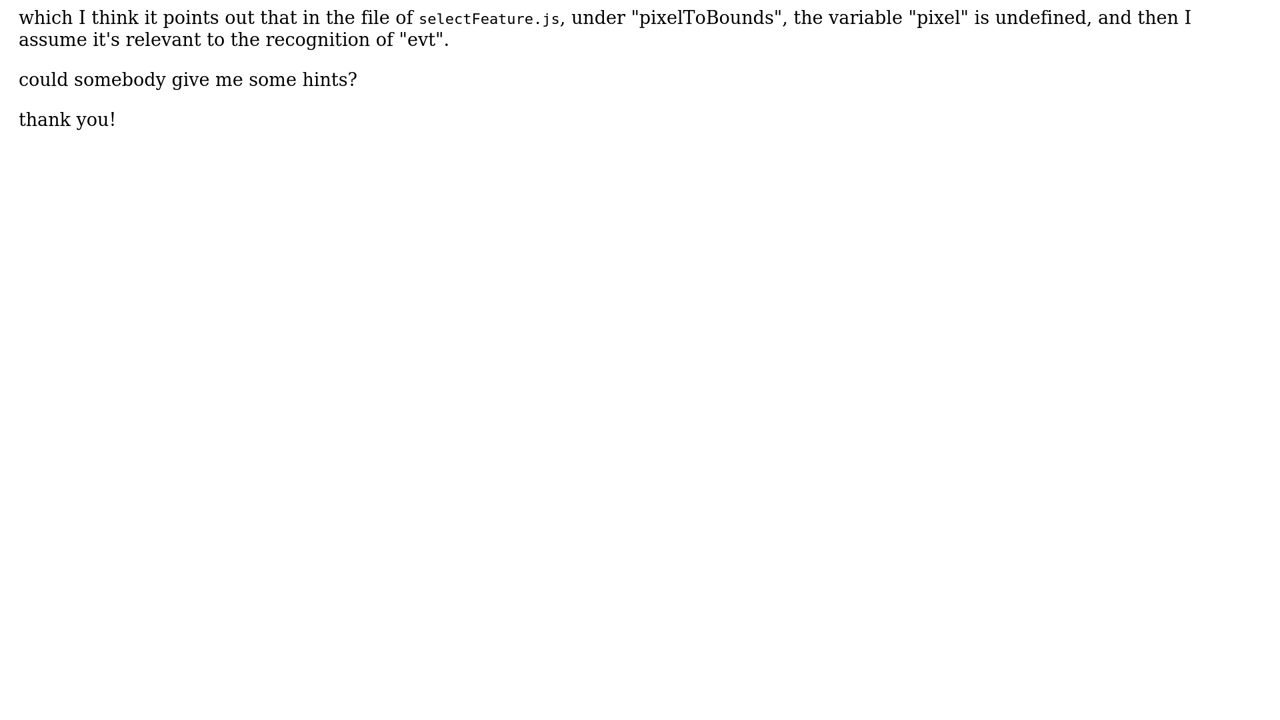 which I think it points out that in the file of selectFeature.js, under "pixelToBounds", the variable "pixel" is undefined, and then I
assume it's relevant to the recognition of "evt".
could somebody give me some hints?
thank you!